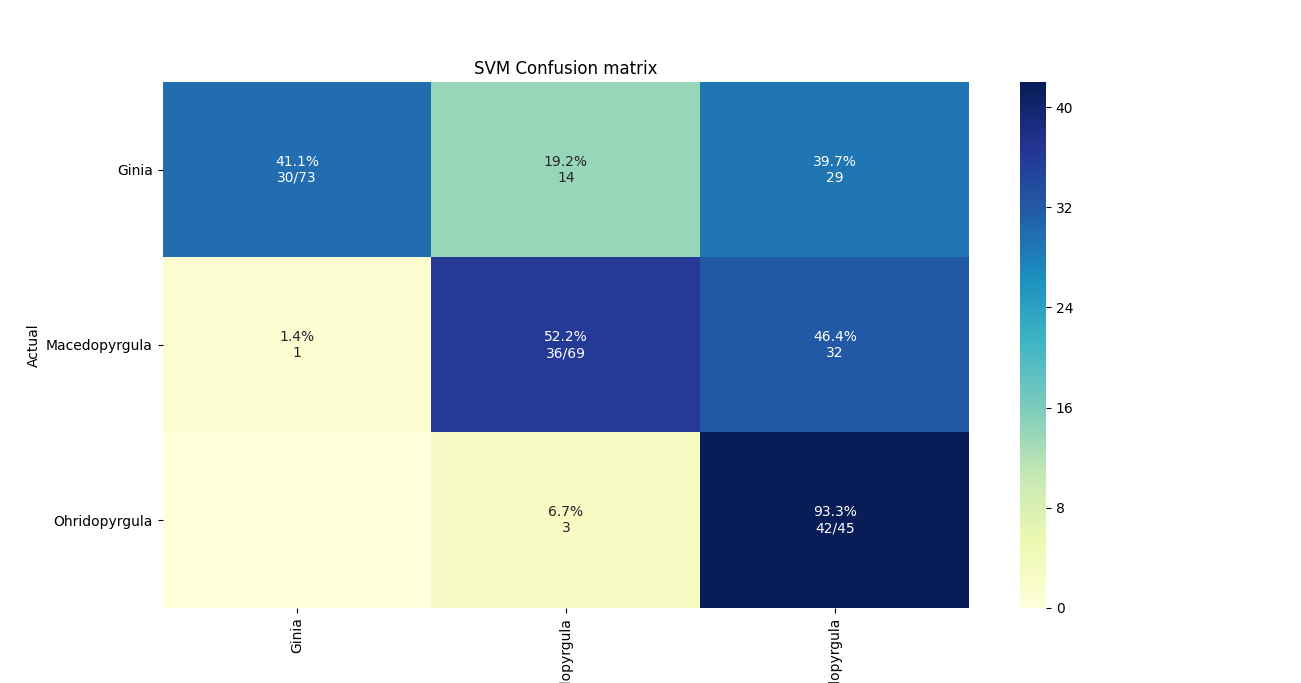 SVM Confusion matrix
Ginia
41.1%
30/73
19.2%
14
39.7%
29
Macedopyrgula
1.4%
1
52.2%
36/69
46.4%
32
Ohridopyrgula
6.7%
3
93.3%
42/45
Actual
Ginia
dopyrgula
dopyrgula
40
32
24
16
8
0